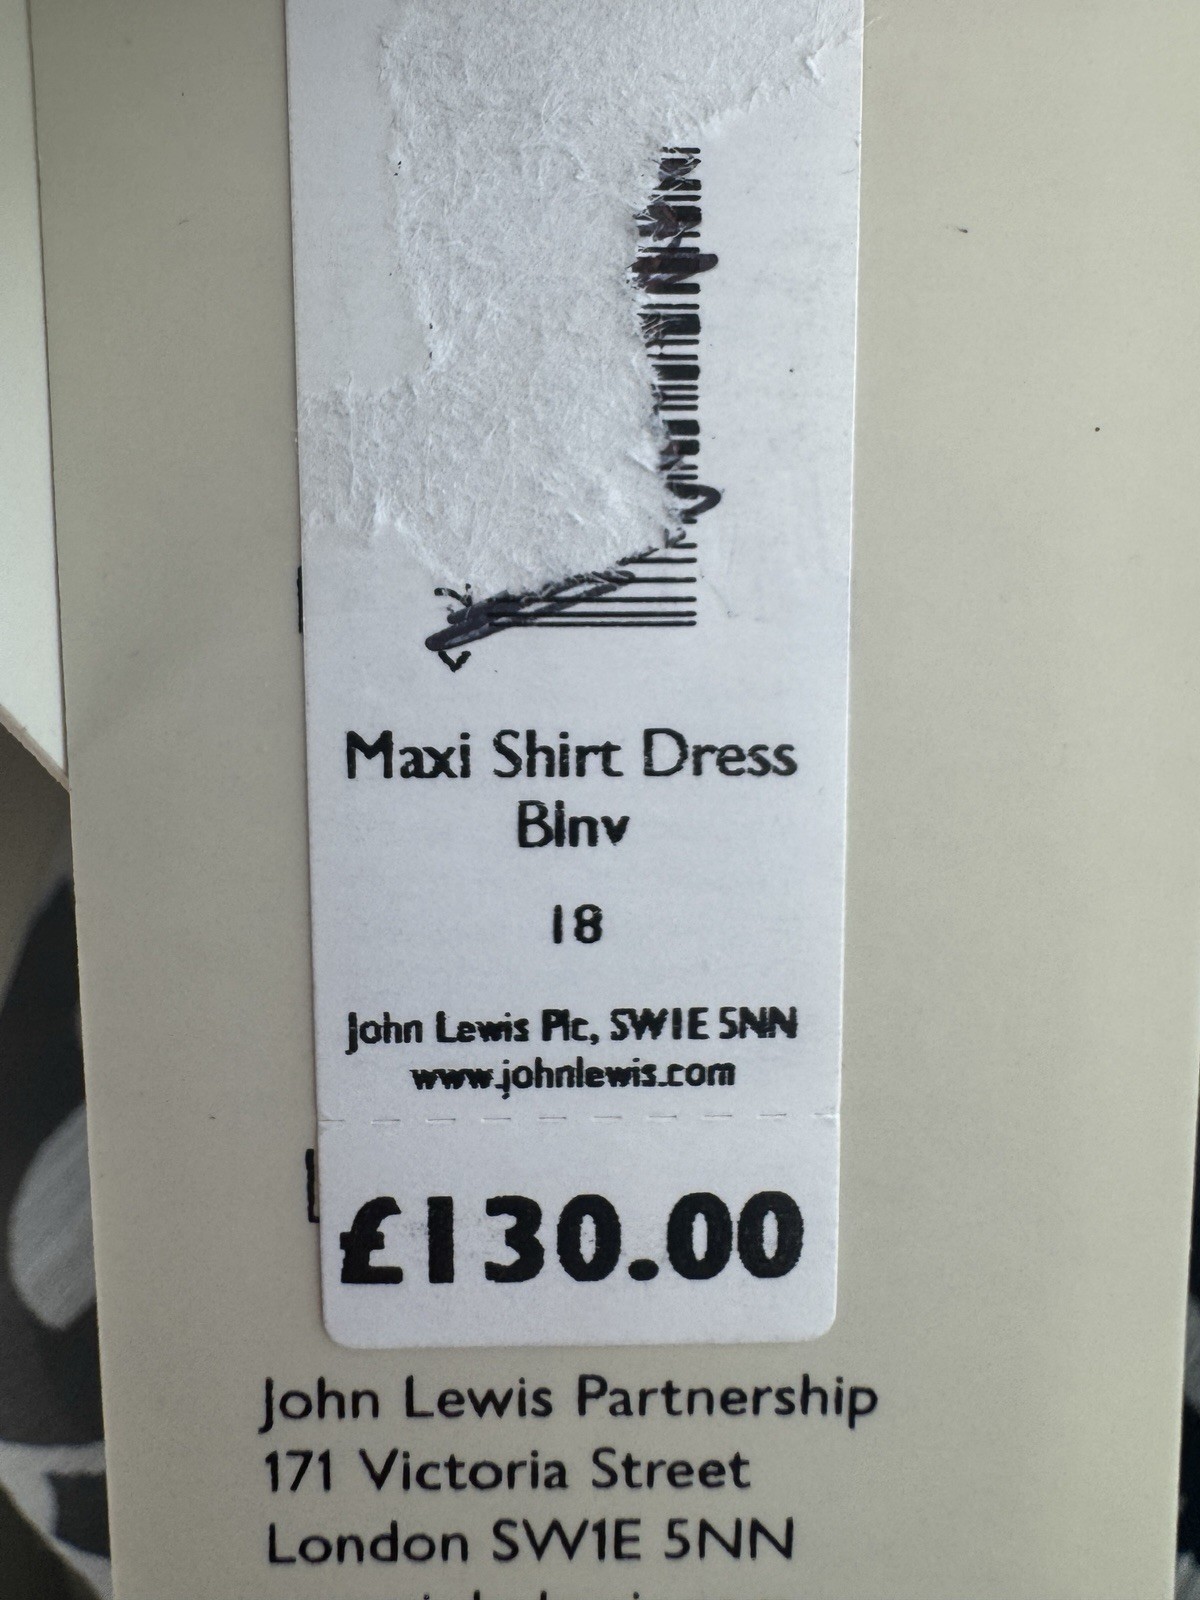 Maxi Shirt Dress
Blnv
18
John Lewis Plc, SW1E 5NN
www.johnlewis.com
£130.00
John Lewis Partnership
171 Victoria Street
London SW1E 5NN